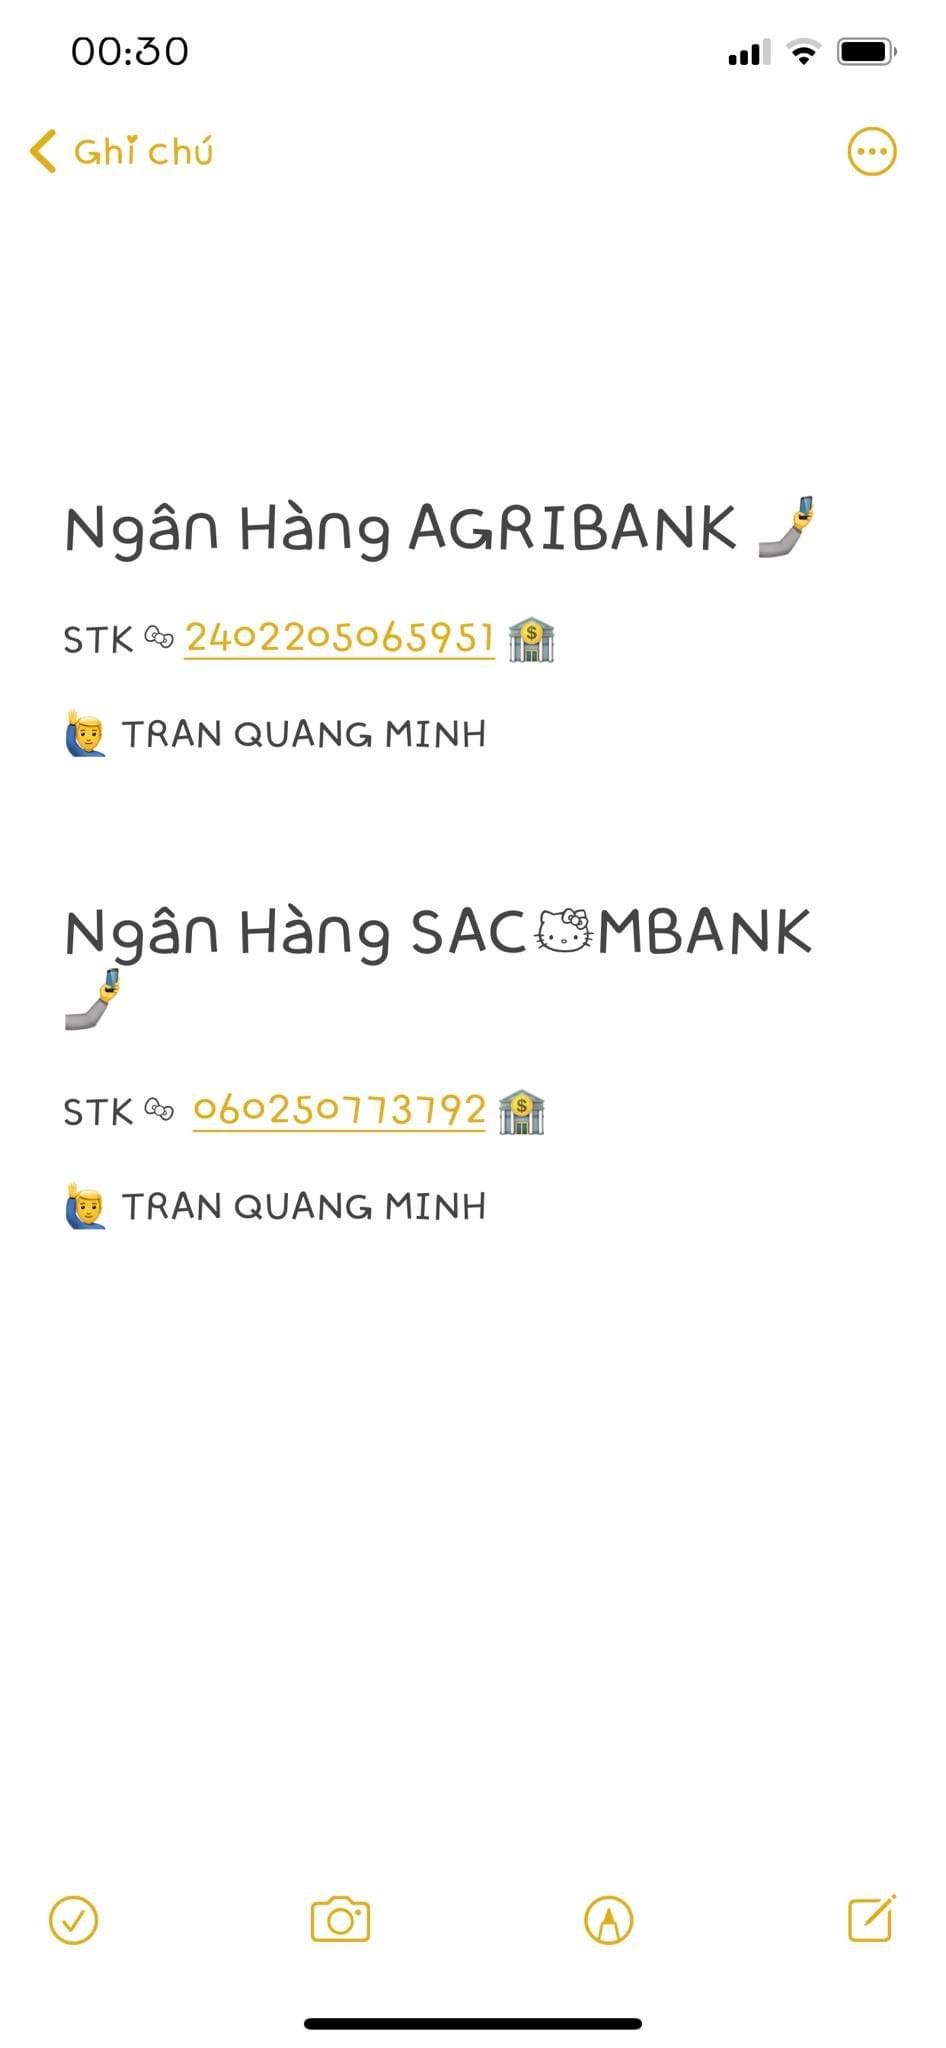 00:30
Ghi chú
Ngân Hàng AGRIBANK 🤳
STK 2402205065951 🏦
🙋‍♂️ TRAN QUANG MINH
Ngân Hàng SACOMBANK
🤳
STK 060250773792 🏦
🙋‍♂️ TRAN QUANG MINH